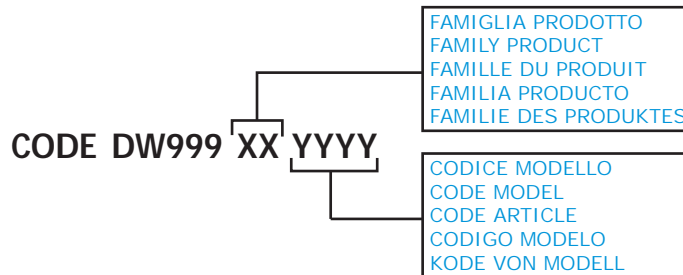 FAMIGLIA PRODOTTO
FAMILY PRODUCT
FAMILLE DU PRODUIT
FAMILIA PRODUCTO
FAMILIE DES PRODUKTES
CODE DW999 XX YYYY
CODICE MODELLO
CODE MODEL
CODE ARTICLE
CODIGO MODELO
KODE VON MODELL